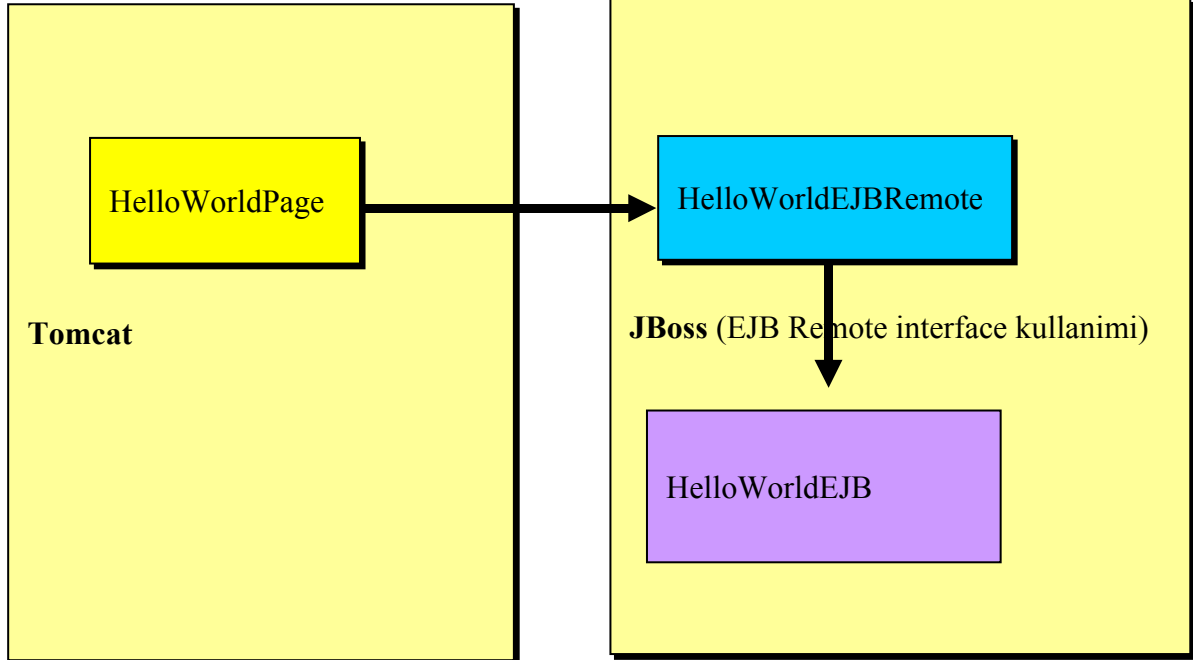 HelloWorldPage
HelloWorldEJBRemote
Tomcat
JBoss (EJB Remote interface kullanimi)
HelloWorldEJB